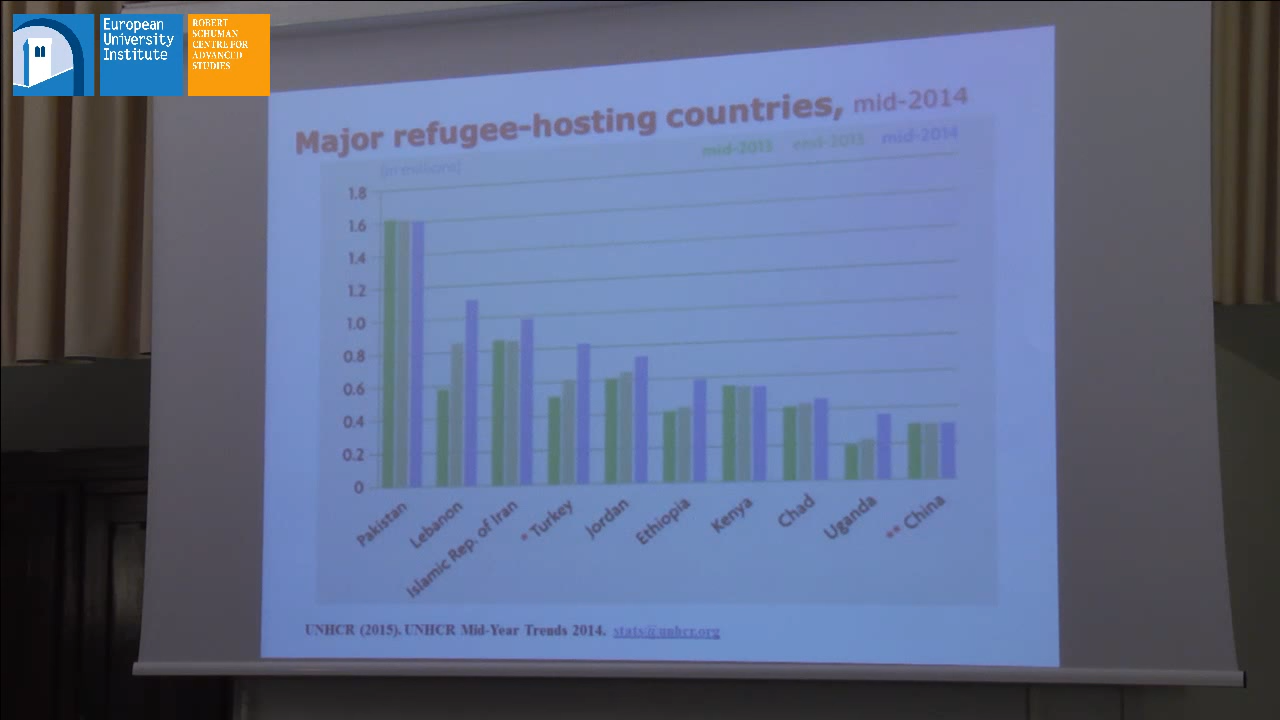 European
University
Institute
ROBERT
SCHUMAN
CENTRE FOR
ADVANCED
STUDIES
Major refugee-hosting countries, mid-2014
(in millions)
mid-2013 end-2013 mid-2014
1.8
1.6
1.4
1.2
1.0
0.8
0.6
0.4
0.2
0
Pakistan
Lebanon
Islamic Rep. of Iran
* Turkey
Jordan
Ethiopia
Kenya
Chad
Uganda
** China
UNHCR (2015). UNHCR Mid-Year Trends 2014. stats@unhcr.org